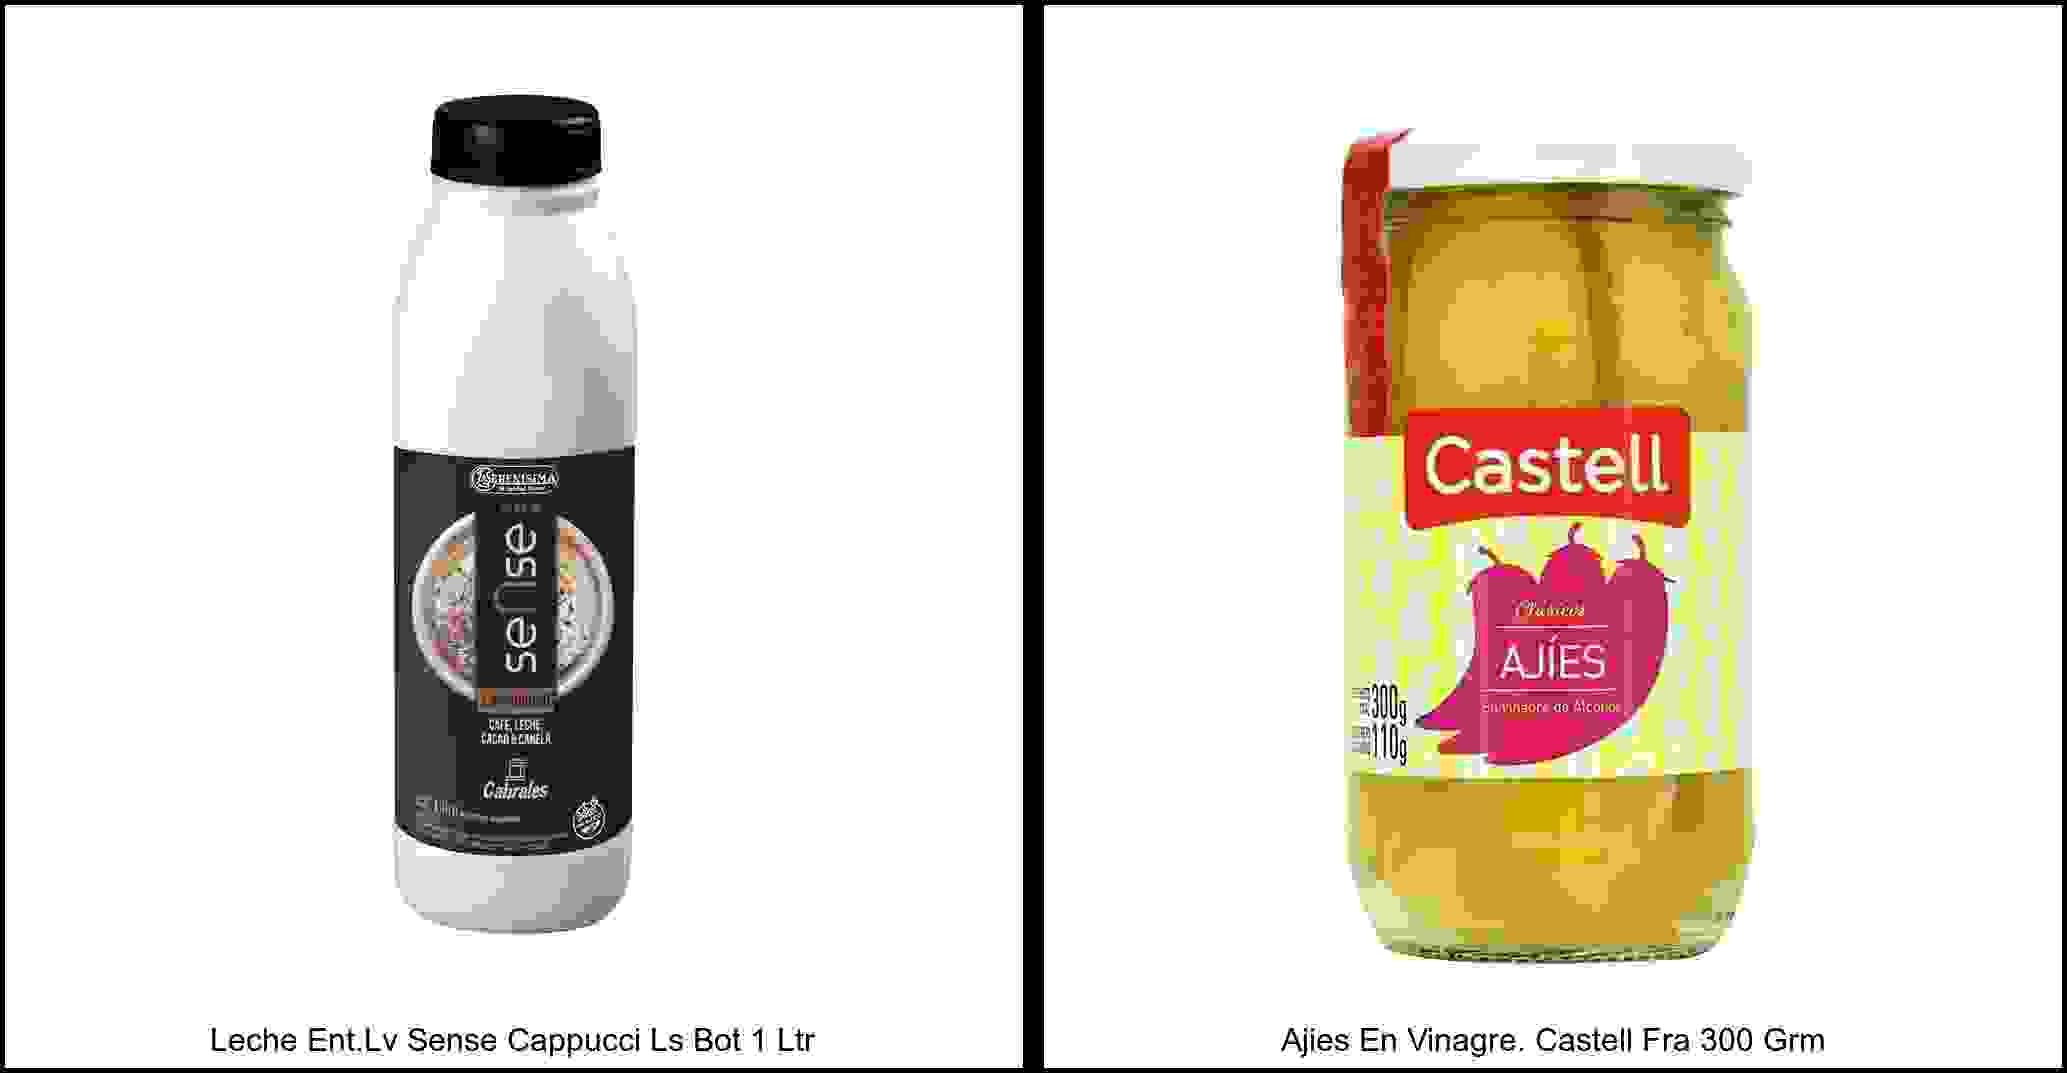 LA SERENISIMA
sense
CAFÉ, LECHE,
CACAO & CANELA
Cabrales
Leche Ent.Lv Sense Cappucci Ls Bot 1 Ltr
Castell
Clásicos
AJÍES
En Vinagre de Alcohol
300g
110g
Ajies En Vinagre. Castell Fra 300 Grm